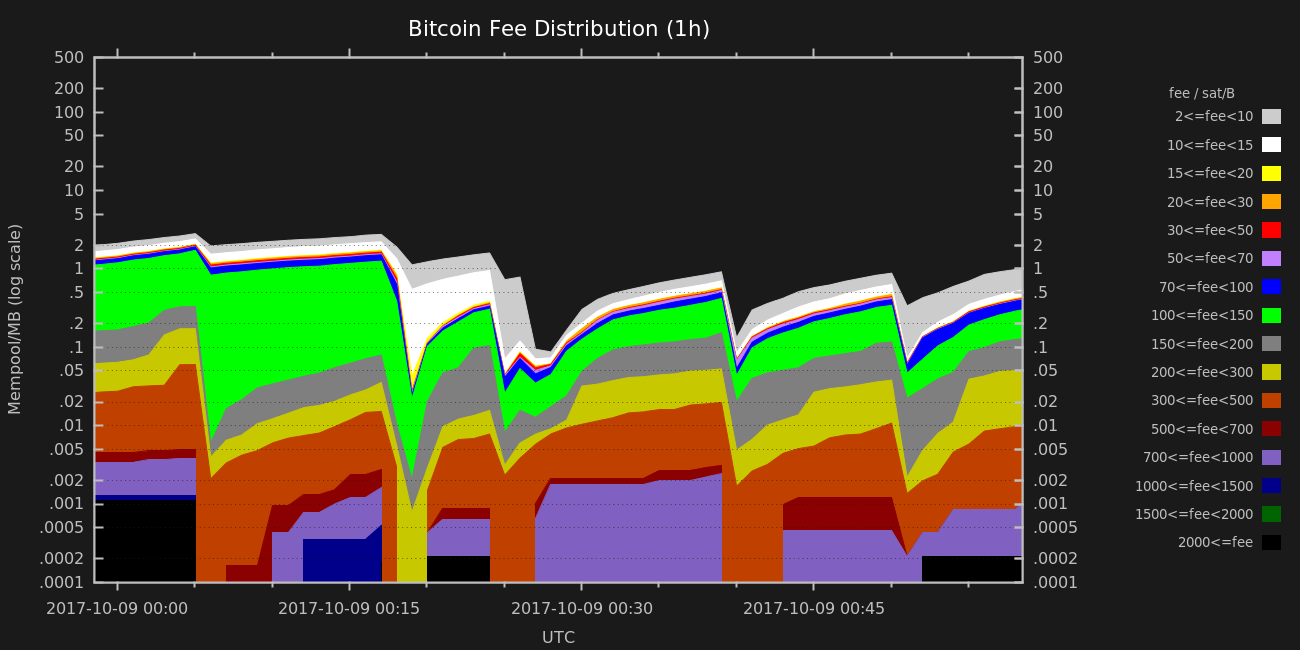 Bitcoin Fee Distribution (1h)
500 500
200 200
100 100
50 50
20 20
10 10
5 5
2 2
1 1
.5 .5
.2 .2
.1 .1
.05 .05
.02 .02
.01 .01
.005 .005
.002 .002
.001 .001
.0005 .0005
.0002 .0002
.0001 .0001
Mempool/MB (log scale)
2017-10-09 00:00 2017-10-09 00:15 2017-10-09 00:30 2017-10-09 00:45
UTC
fee / sat/B
2<=fee<10
10<=fee<15
15<=fee<20
20<=fee<30
30<=fee<50
50<=fee<70
70<=fee<100
100<=fee<150
150<=fee<200
200<=fee<300
300<=fee<500
500<=fee<700
700<=fee<1000
1000<=fee<1500
1500<=fee<2000
2000<=fee